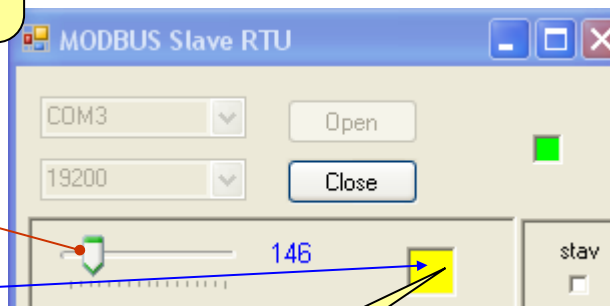 MODBUS Slave RTU
COM3
Open
19200
Close
146
stav